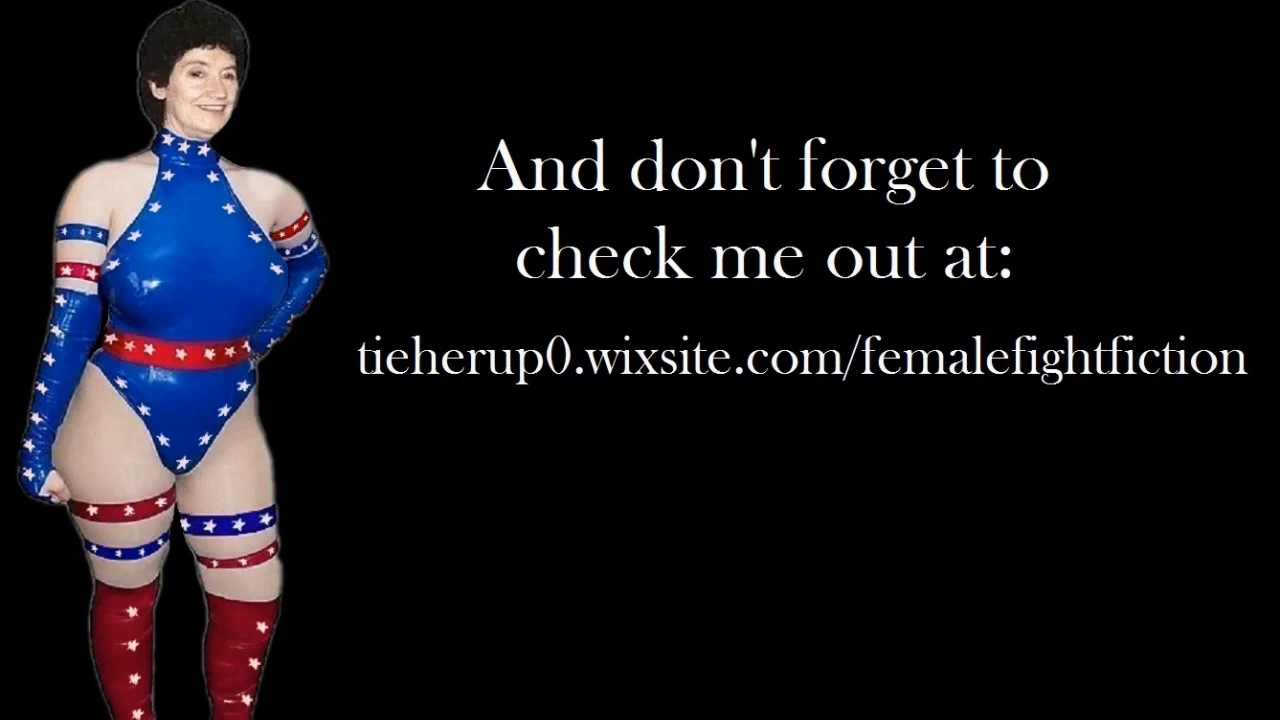 And don't forget to
check me out at:
tieherup0.wixsite.com/femalefightfiction